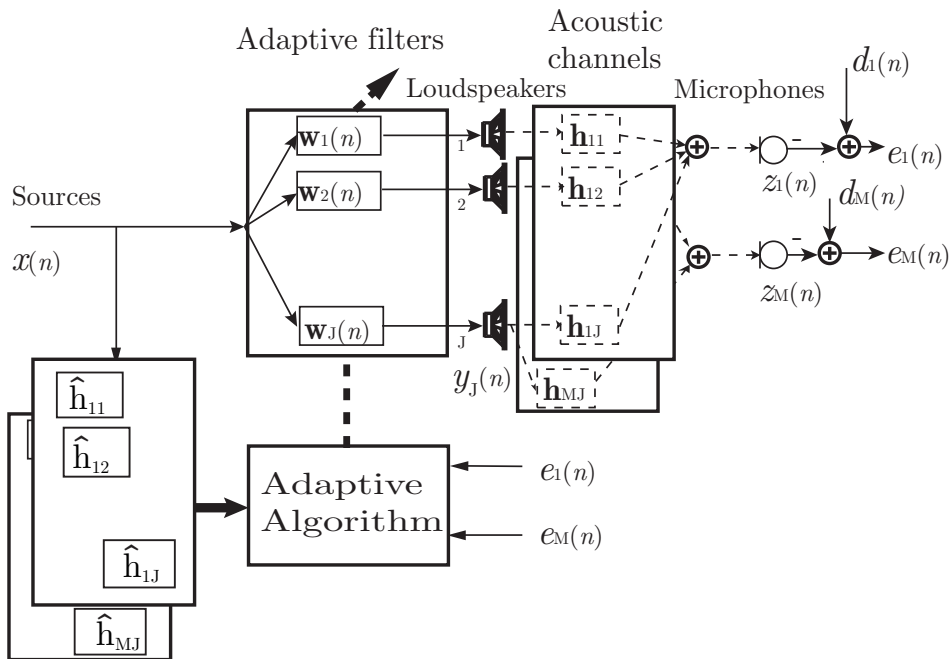 Acoustic
channels
Adaptive filters
Loudspeakers
Microphones
d1(n)
w1(n)
1
h11
z1(n)
-
e1(n)
Sources
w2(n)
2
h12
dM(n)
x(n)
zM(n)
-
eM(n)
wJ(n)
J
h1J
yJ(n)
hMJ
ĥ11
ĥ12
Adaptive
Algorithm
e1(n)
eM(n)
ĥ1J
ĥMJ